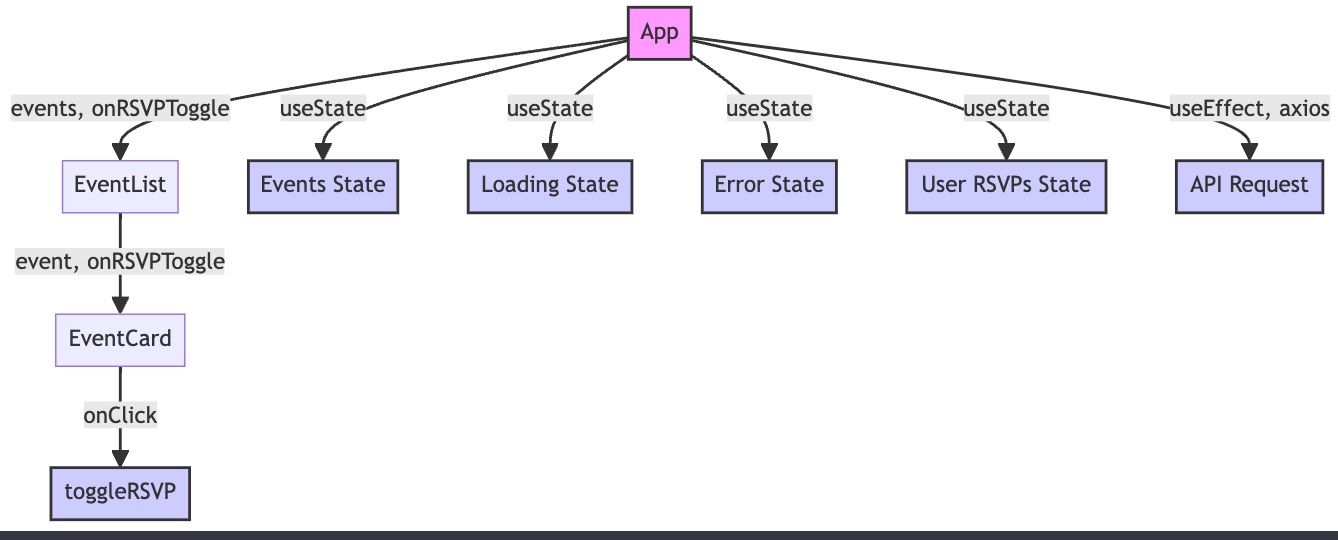 App
events, onRSVPToggle
useState
useState
useState
useState
useEffect, axios
EventList
Events State
Loading State
Error State
User RSVPs State
API Request
event, onRSVPToggle
EventCard
onClick
toggleRSVP